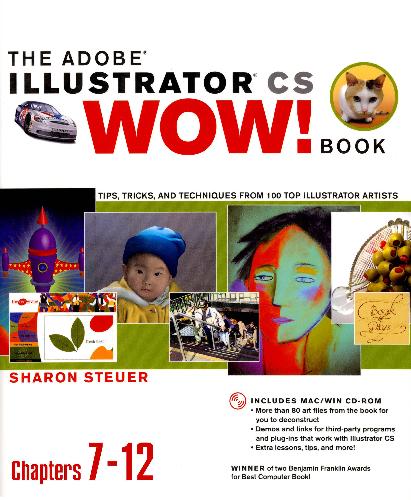 THE ADOBE®
ILLUSTRATOR® CS
WOW!
BOOK
TIPS, TRICKS, AND TECHNIQUES FROM 100 TOP ILLUSTRATOR ARTISTS
SHARON STEUER
INCLUDES MAC/WIN CD-ROM
• More than 80 art files from the book for
you to deconstruct
• Demos and links for third-party programs
and plug-ins that work with Illustrator CS
• Extra lessons, tips, and more!
Chapters 7-12
WINNER of two Benjamin Franklin Awards
for Best Computer Book!